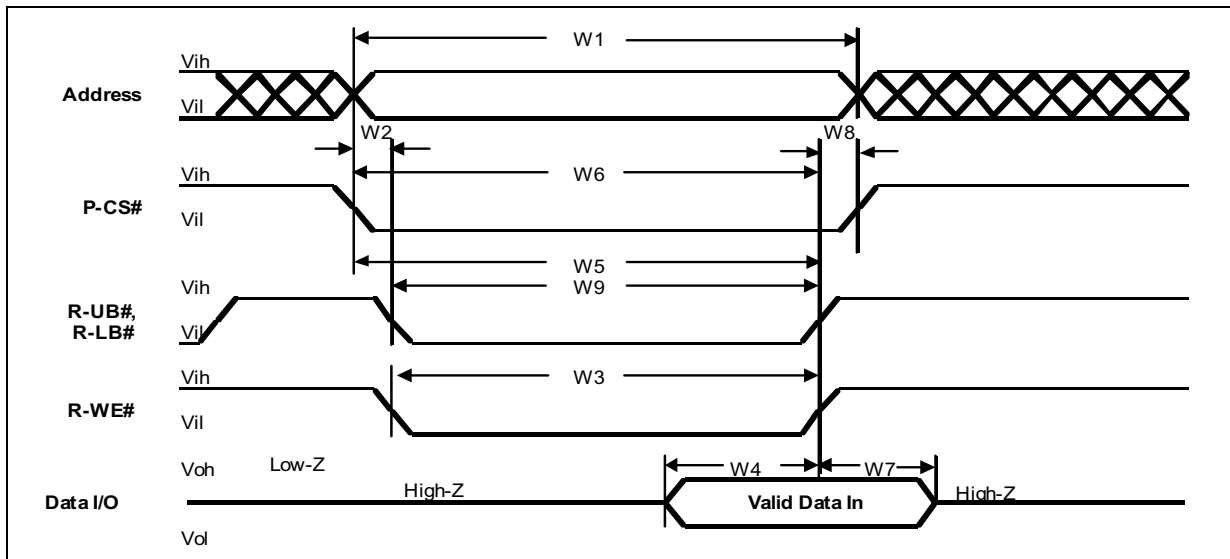 W1
Vih
Address
Vil
W2
W8
Vih
W6
P-CS#
Vil
W5
Vih
W9
R-UB#,
R-LB#
Vil
Vih
W3
R-WE#
Vil
Voh
Low-Z
W4
W7
High-Z
High-Z
Data I/O
Valid Data In
Vol